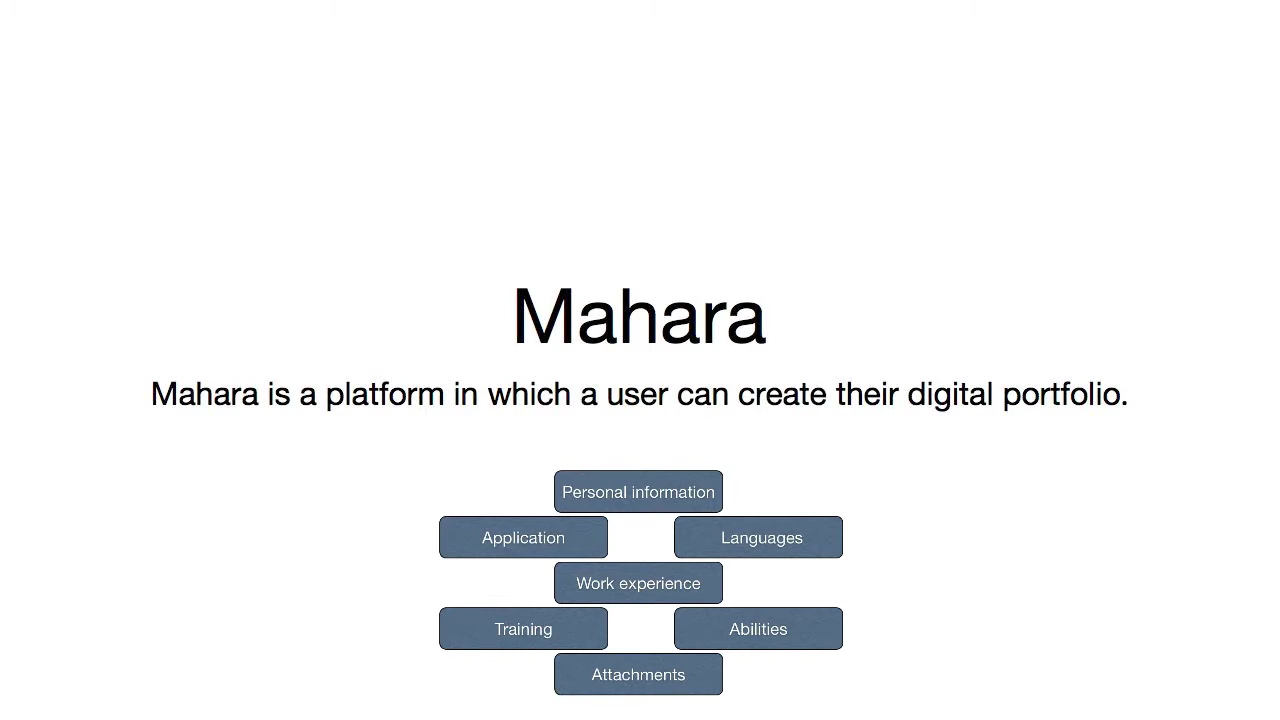 Mahara
Mahara is a platform in which a user can create their digital portfolio.
Personal information
Application
Languages
Work experience
Training
Abilities
Attachments